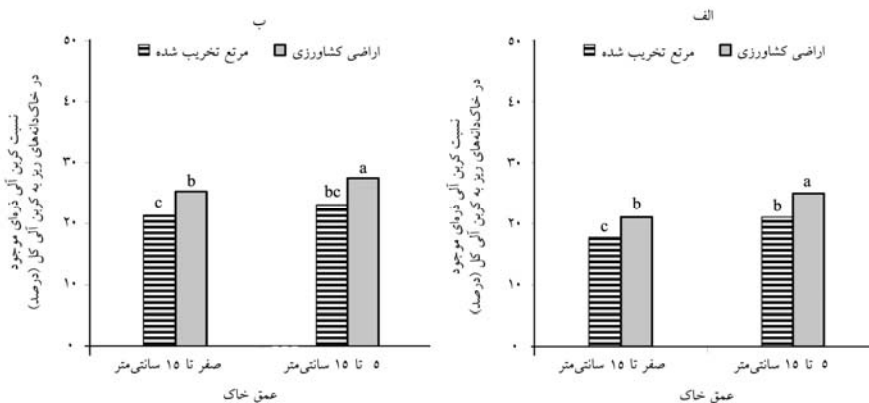 الف
اراضی کشاورزی مرتع تخریب شده
نسبت کربن آلی ذره‌ای موجود
در خاک‌دانه‌های ریز به کربن آلی کل (درصد)
۵۰
۴۰
۳۰
۲۰
۱۰
۰
c b b a
صفر تا ۱۵ سانتی‌متر ۵ تا ۱۵ سانتی‌متر
عمق خاک
ب
اراضی کشاورزی مرتع تخریب شده
نسبت کربن آلی ذره‌ای موجود
در خاک‌دانه‌های ریز به کربن آلی کل (درصد)
۵۰
۴۰
۳۰
۲۰
۱۰
۰
c b bc a
صفر تا ۱۵ سانتی‌متر ۵ تا ۱۵ سانتی‌متر
عمق خاک